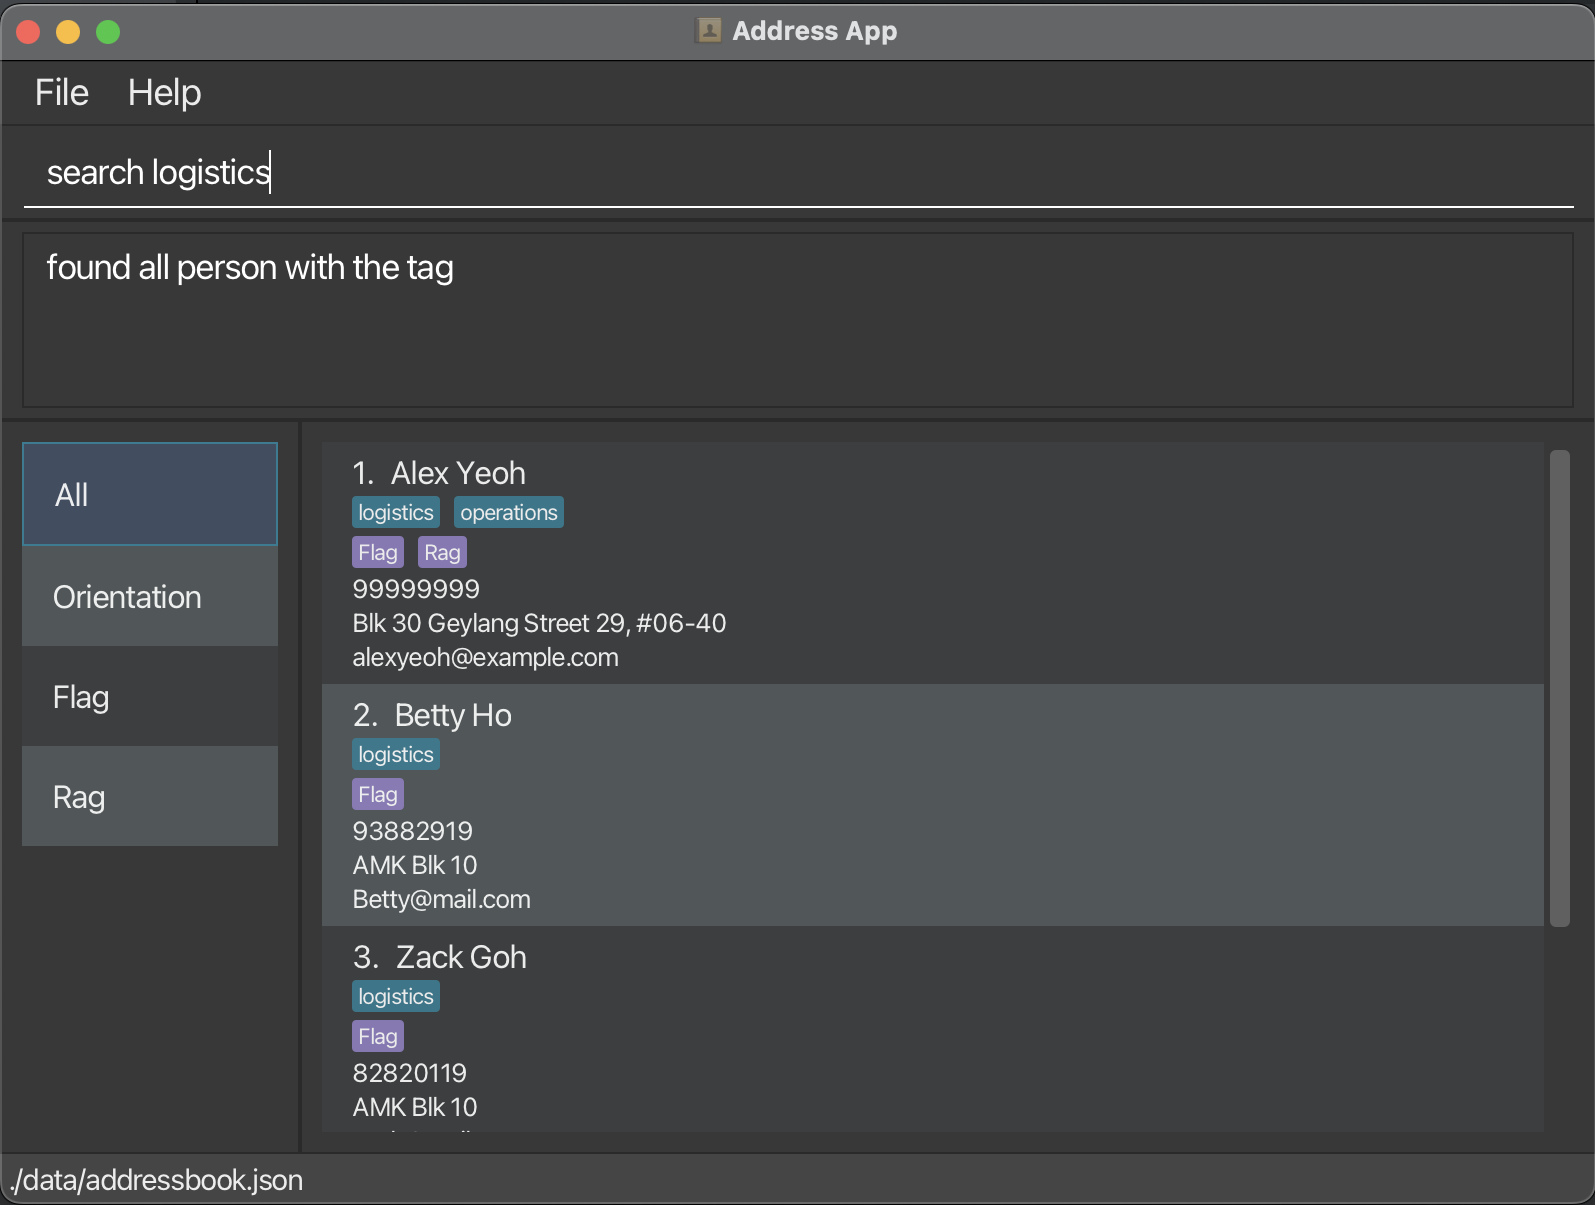 Address App
File Help
search logistics
found all person with the tag
All
Orientation
Flag
Rag
1. Alex Yeoh
logistics operations
Flag Rag
99999999
Blk 30 Geylang Street 29, #06-40
alexyeoh@example.com
2. Betty Ho
logistics
Flag
93882919
AMK Blk 10
Betty@mail.com
3. Zack Goh
logistics
Flag
82820119
AMK Blk 10
./data/addressbook.json